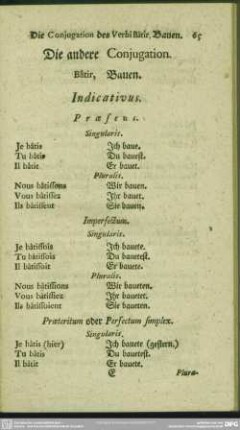 Die Conjugation des Verbi Bâtir, Bauen. 65
Die andere Conjugation.
Bâtir, Bauen.
Indicativus.
Præsens.
Singularis.
Je bâtis Ich baue.
Tu bâtis Du bauest.
Il bâtit Er bauet.
Pluralis.
Nous bâtissons Wir bauen.
Vous bâtissez Ihr bauet.
Ils bâtissent Sie bauen.
Imperfectum.
Singularis.
Je bâtissois Ich bauete.
Tu bâtissois Du bauetest.
Il bâtissoit Er bauete.
Pluralis.
Nous bâtissions Wir baueten.
Vous bâtissiez Ihr bauetet.
Ils bâtissoient Sie baueten.
Præteritum oder Perfectum simplex.
Singularis.
Je bâtis (hier) Ich bauete (gestern.)
Tu bâtis Du bauetest.
Il bâtit Er bauete.
E Plura-